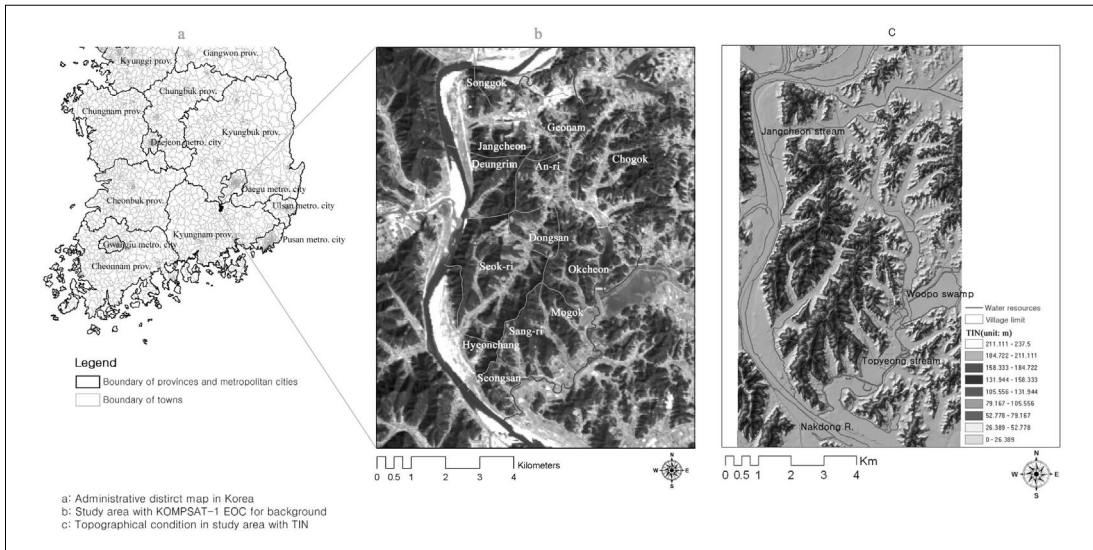 a
b
C
Kyunggi prov.
Gangwon prov.
Chungbuk prov.
Chungnam prov.
Kyungbuk prov.
Daejeon metro. city
Daegu metro. city
Cheonbuk prov.
Ulsan metro. city
Kyungnam prov.
Pusan metro. city
Gwangju metro. city
Cheonnam prov.
Legend
Boundary of provinces and metropolitan cities
Boundary of towns
Songgok
Geonam
Jangcheon
Deungrim
An-ri
Chogok
Dongsan
Seok-ri
Okcheon
Mogok
Sang-ri
Hyeonchang
Seongsan
0 0.5 1 2 3 4
Kilometers
N
W E
S
Jangcheon stream
Woopo swamp
Topyeong stream
Nakdong R.
Water resources
Village limit
TIN(unit: m)
211.111 - 237.5
184.722 - 211.111
158.333 - 184.722
131.944 - 158.333
105.556 - 131.944
79.167 - 105.556
52.778 - 79.167
26.389 - 52.778
0 - 26.389
0 0.5 1 2 3 4
Km
N
W E
S
a: Administrative distirct map in Korea
b: Study area with KOMPSAT-1 EOC for background
c: Topographical condition in study area with TIN